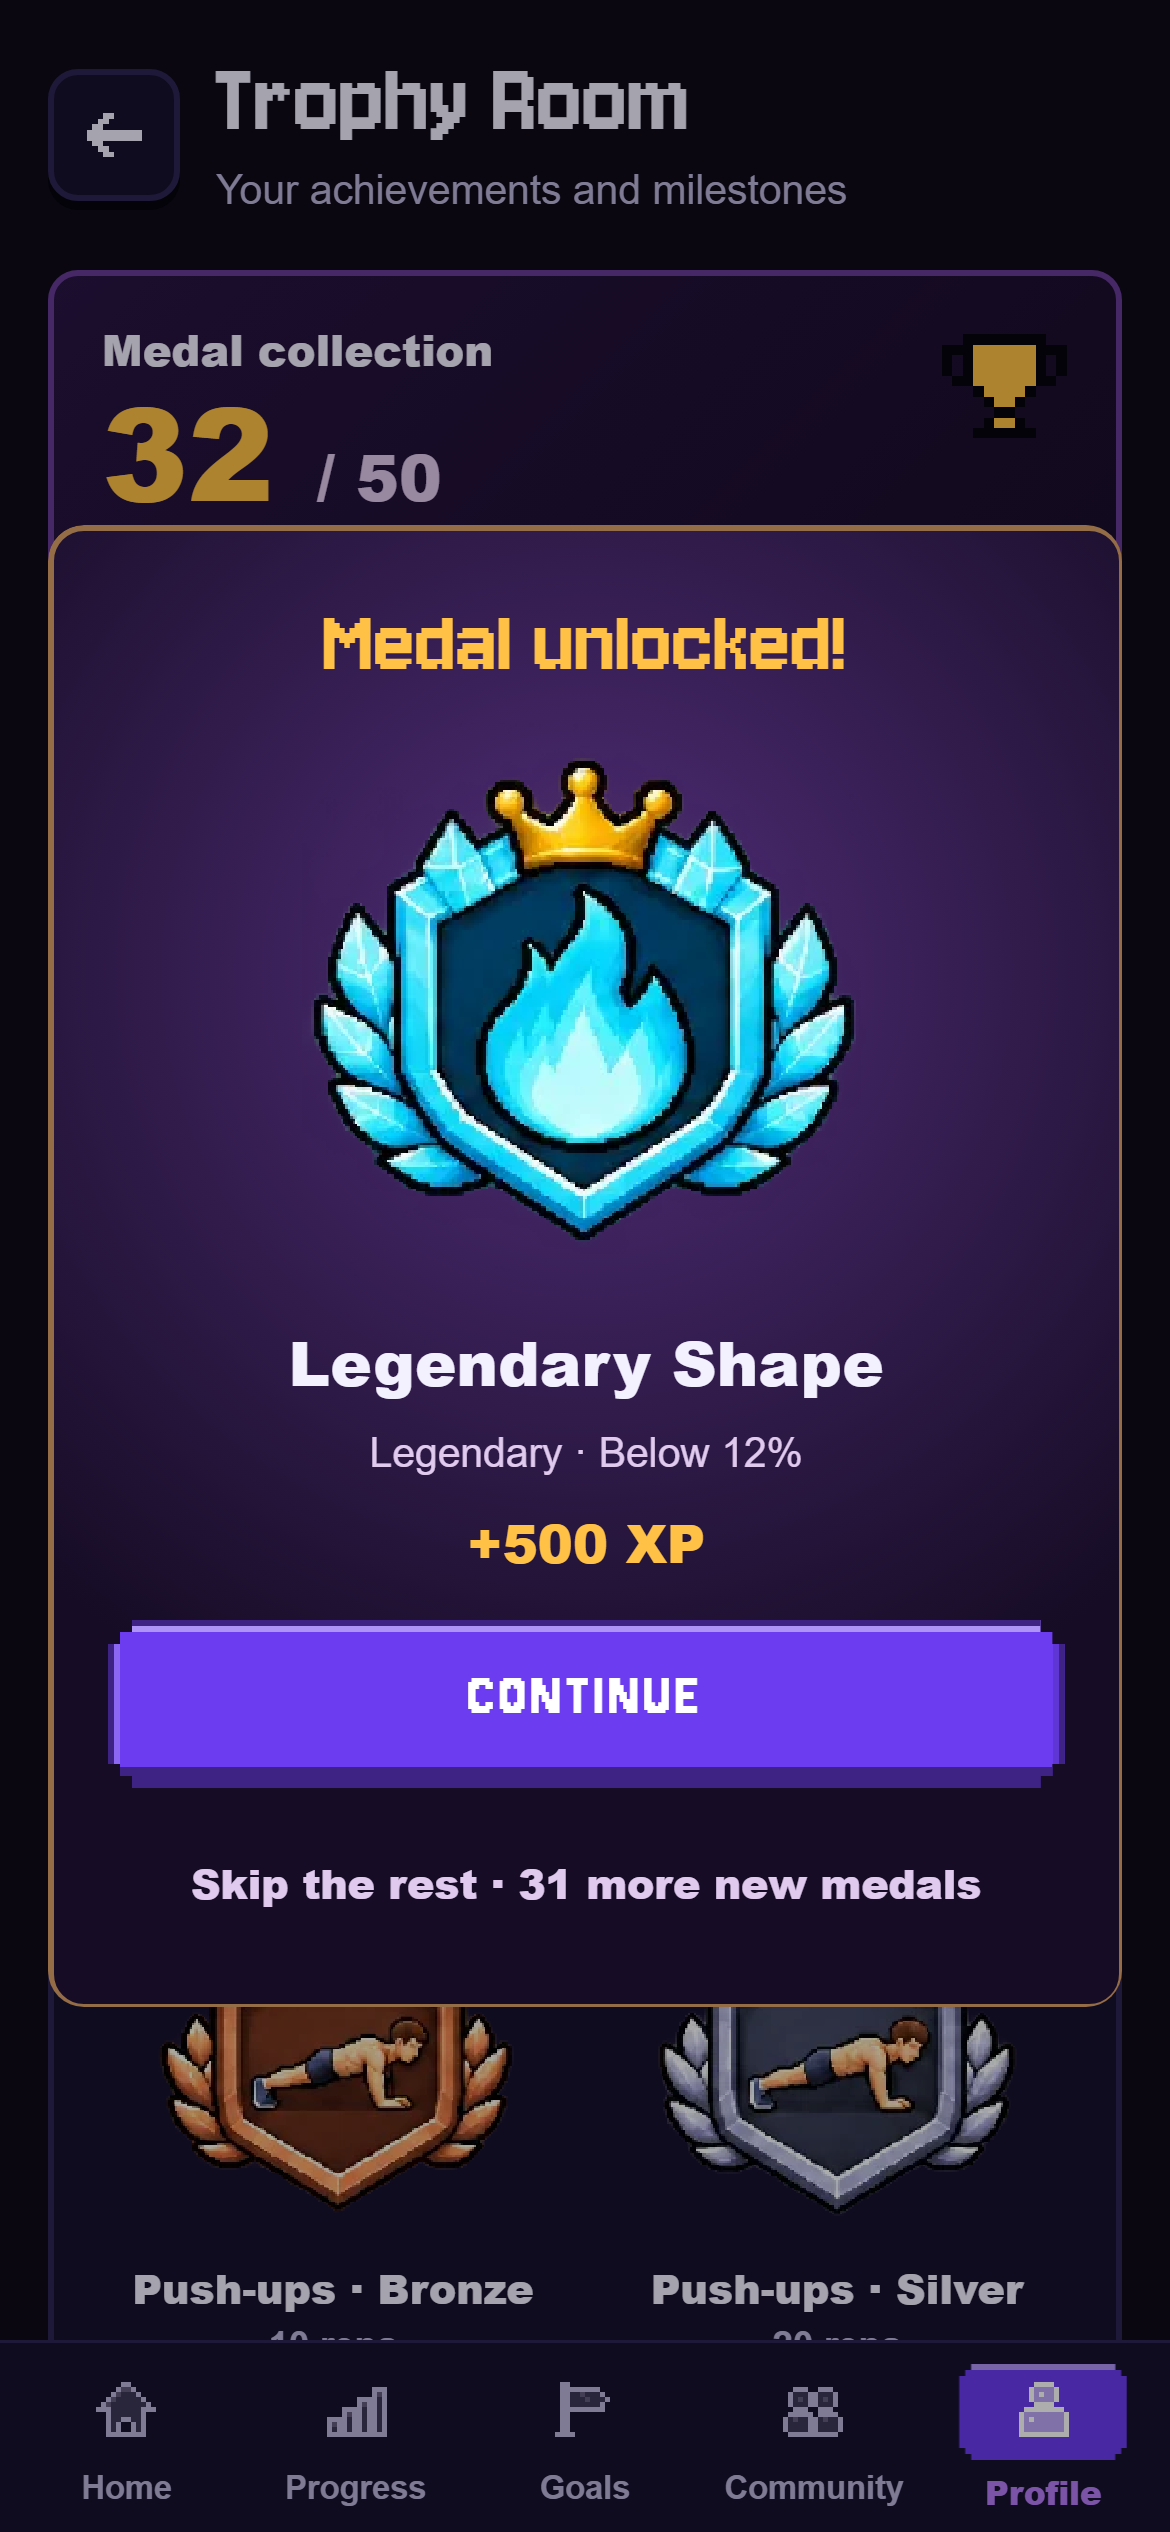 Trophy Room
Your achievements and milestones
Medal collection
32 / 50
Medal unlocked!
Legendary Shape
Legendary · Below 12%
+500 XP
CONTINUE
Skip the rest · 31 more new medals
Push-ups · Bronze
Push-ups · Silver
Home
Progress
Goals
Community
Profile